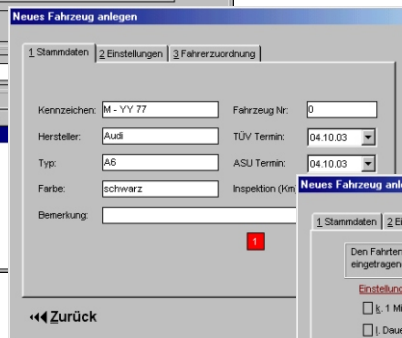 Neues Fahrzeug anlegen
1 Stammdaten 2 Einstellungen 3 Fahrerzuordnung
Kennzeichen: M - YY 77 Fahrzeug Nr: 0
Hersteller: Audi TÜV Termin: 04.10.03
Typ: A6 ASU Termin: 04.10.03
Farbe: schwarz Inspektion (Km
Bemerkung:
1
Zurück
Neues Fahrzeug anle
1 Stammdaten 2 Ei
Den Fahrten
eingetragen
Einstellung
k. 1 Mi
l. Daue